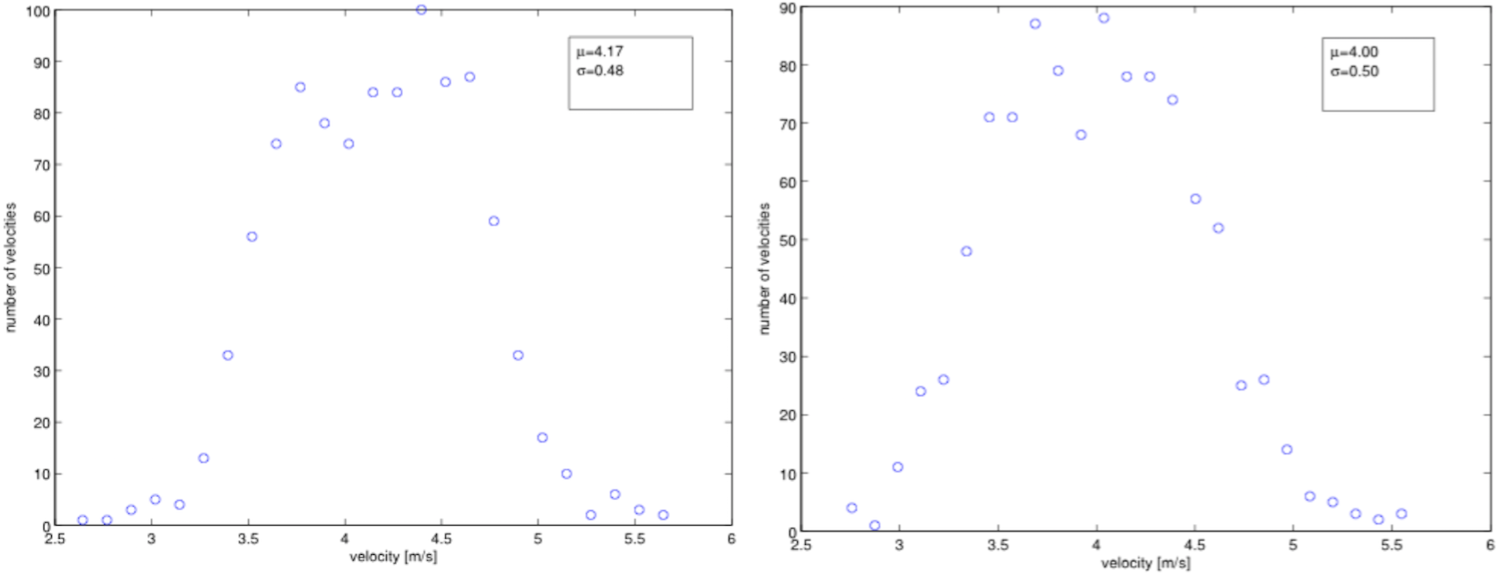 100
90
80
70
60
50
40
30
20
10
0
number of velocities
μ=4.17
σ=0.48
2.5 3 3.5 4 4.5 5 5.5 6
velocity [m/s]
90
80
70
60
50
40
30
20
10
0
number of velocities
μ=4.00
σ=0.50
2.5 3 3.5 4 4.5 5 5.5 6
velocity [m/s]